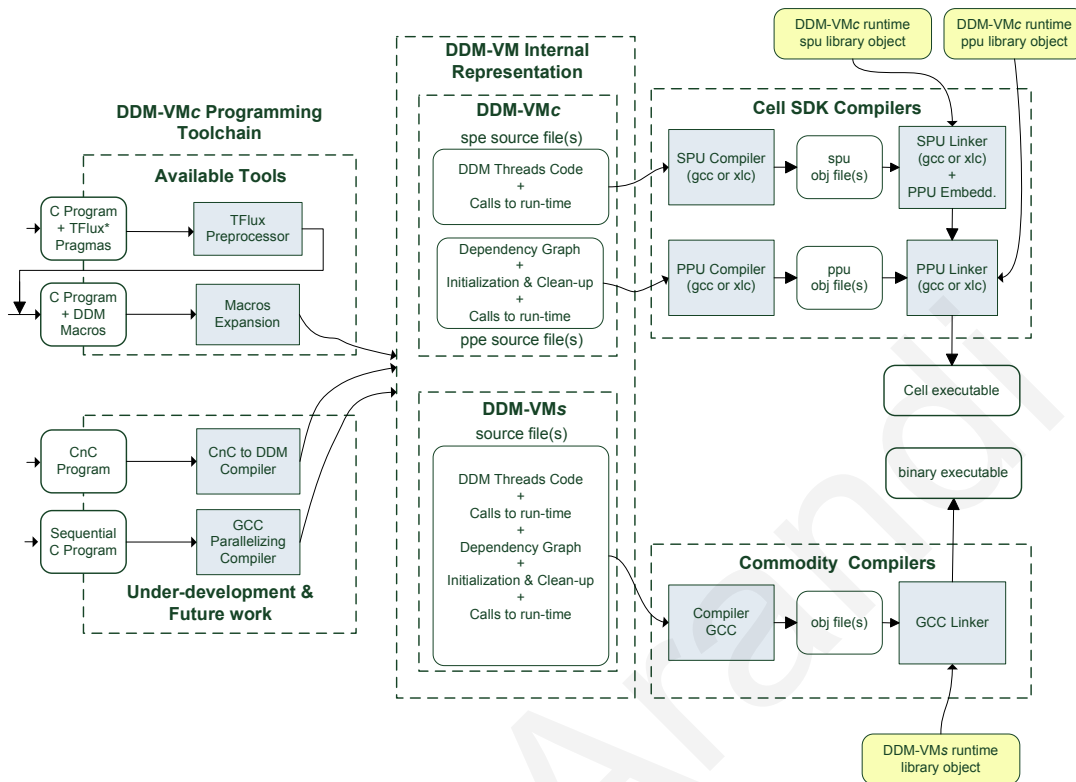 DDM-VMc runtime
spu library object
DDM-VMc runtime
ppu library object
DDM-VMc Programming
Toolchain
Available Tools
C Program
+ TFlux*
Pragmas
TFlux
Preprocessor
C Program
+ DDM
Macros
Macros
Expansion
CnC
Program
CnC to DDM
Compiler
Sequential
C Program
GCC
Parallelizing
Compiler
Under-development &
Future work
DDM-VM Internal
Representation
DDM-VMc
spe source file(s)
DDM Threads Code
+
Calls to run-time
Dependency Graph
+
Initialization & Clean-up
+
Calls to run-time
ppe source file(s)
DDM-VMs
source file(s)
DDM Threads Code
+
Calls to run-time
+
Dependency Graph
+
Initialization & Clean-up
+
Calls to run-time
Cell SDK Compilers
SPU Compiler
(gcc or xlc)
spu
obj file(s)
SPU Linker
(gcc or xlc)
+
PPU Embedd.
PPU Compiler
(gcc or xlc)
ppu
obj file(s)
PPU Linker
(gcc or xlc)
Cell executable
binary executable
Commodity Compilers
Compiler
GCC
obj file(s)
GCC Linker
DDM-VMs runtime
library object
Arandi